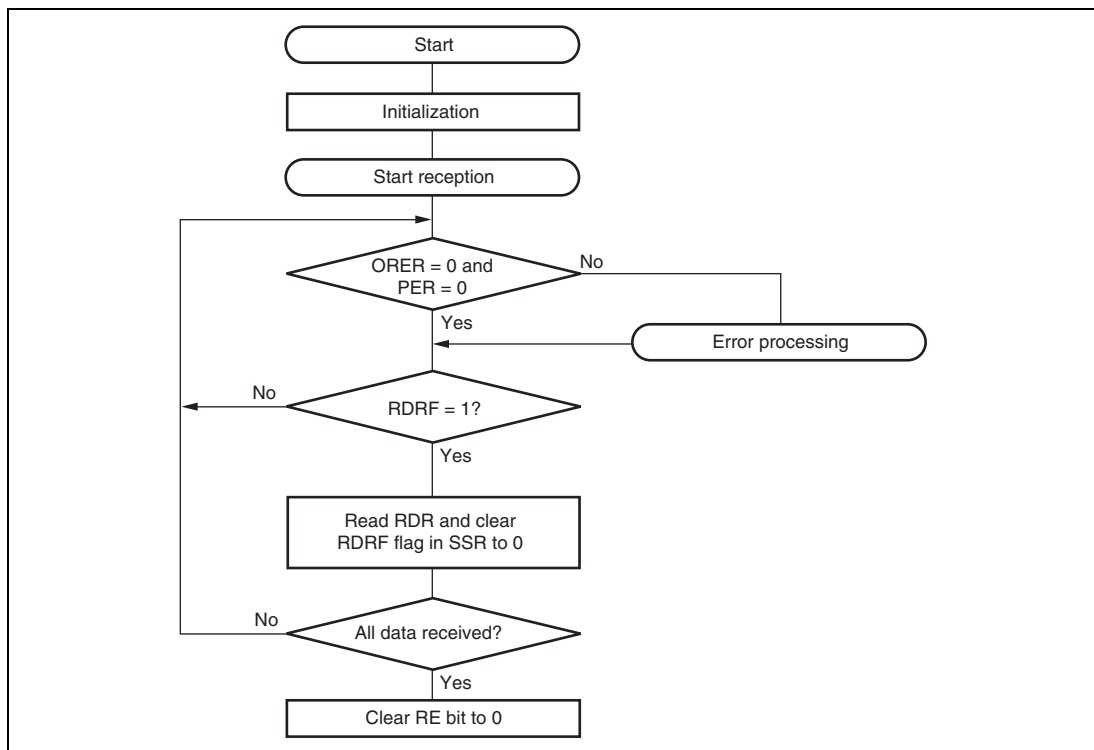 Start
Initialization
Start reception
ORER = 0 and
PER = 0
No
Yes
Error processing
No
RDRF = 1?
Yes
Read RDR and clear
RDRF flag in SSR to 0
No
All data received?
Yes
Clear RE bit to 0